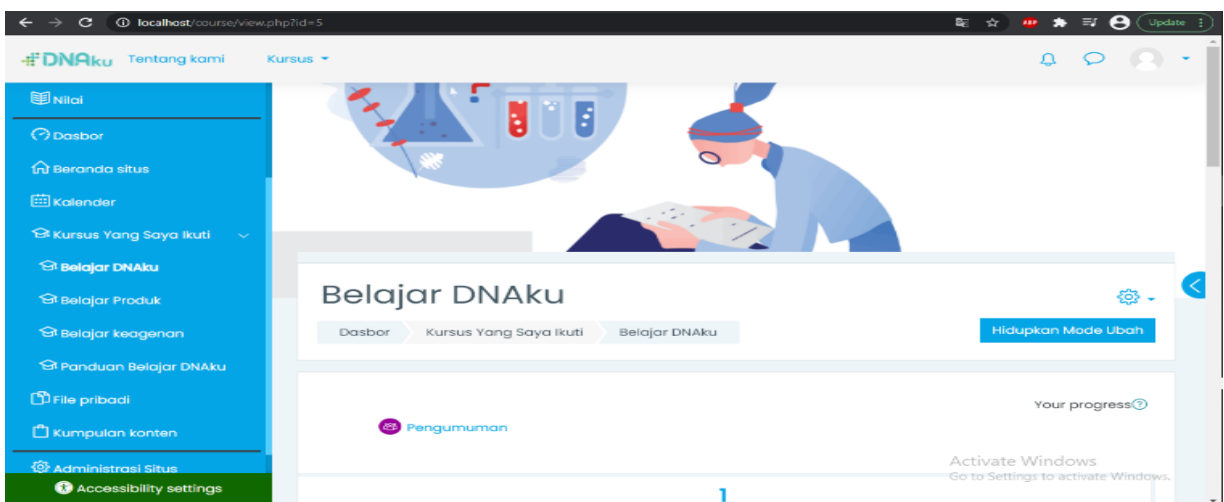 localhost/course/view.php?id=5
ABP
Update
DNAku Tentang kami Kursus
Nilai
Dasbor
Beranda situs
Kalender
Kursus Yang Saya Ikuti
Belajar DNAku
Belajar Produk
Belajar keagenan
Panduan Belajar DNAku
File pribadi
Kumpulan konten
Administrasi Situs
Accessibility settings
Belajar DNAku
Dasbor Kursus Yang Saya Ikuti Belajar DNAku
Hidupkan Mode Ubah
Your progress
Pengumuman
1
Activate Windows
Go to Settings to activate Windows.